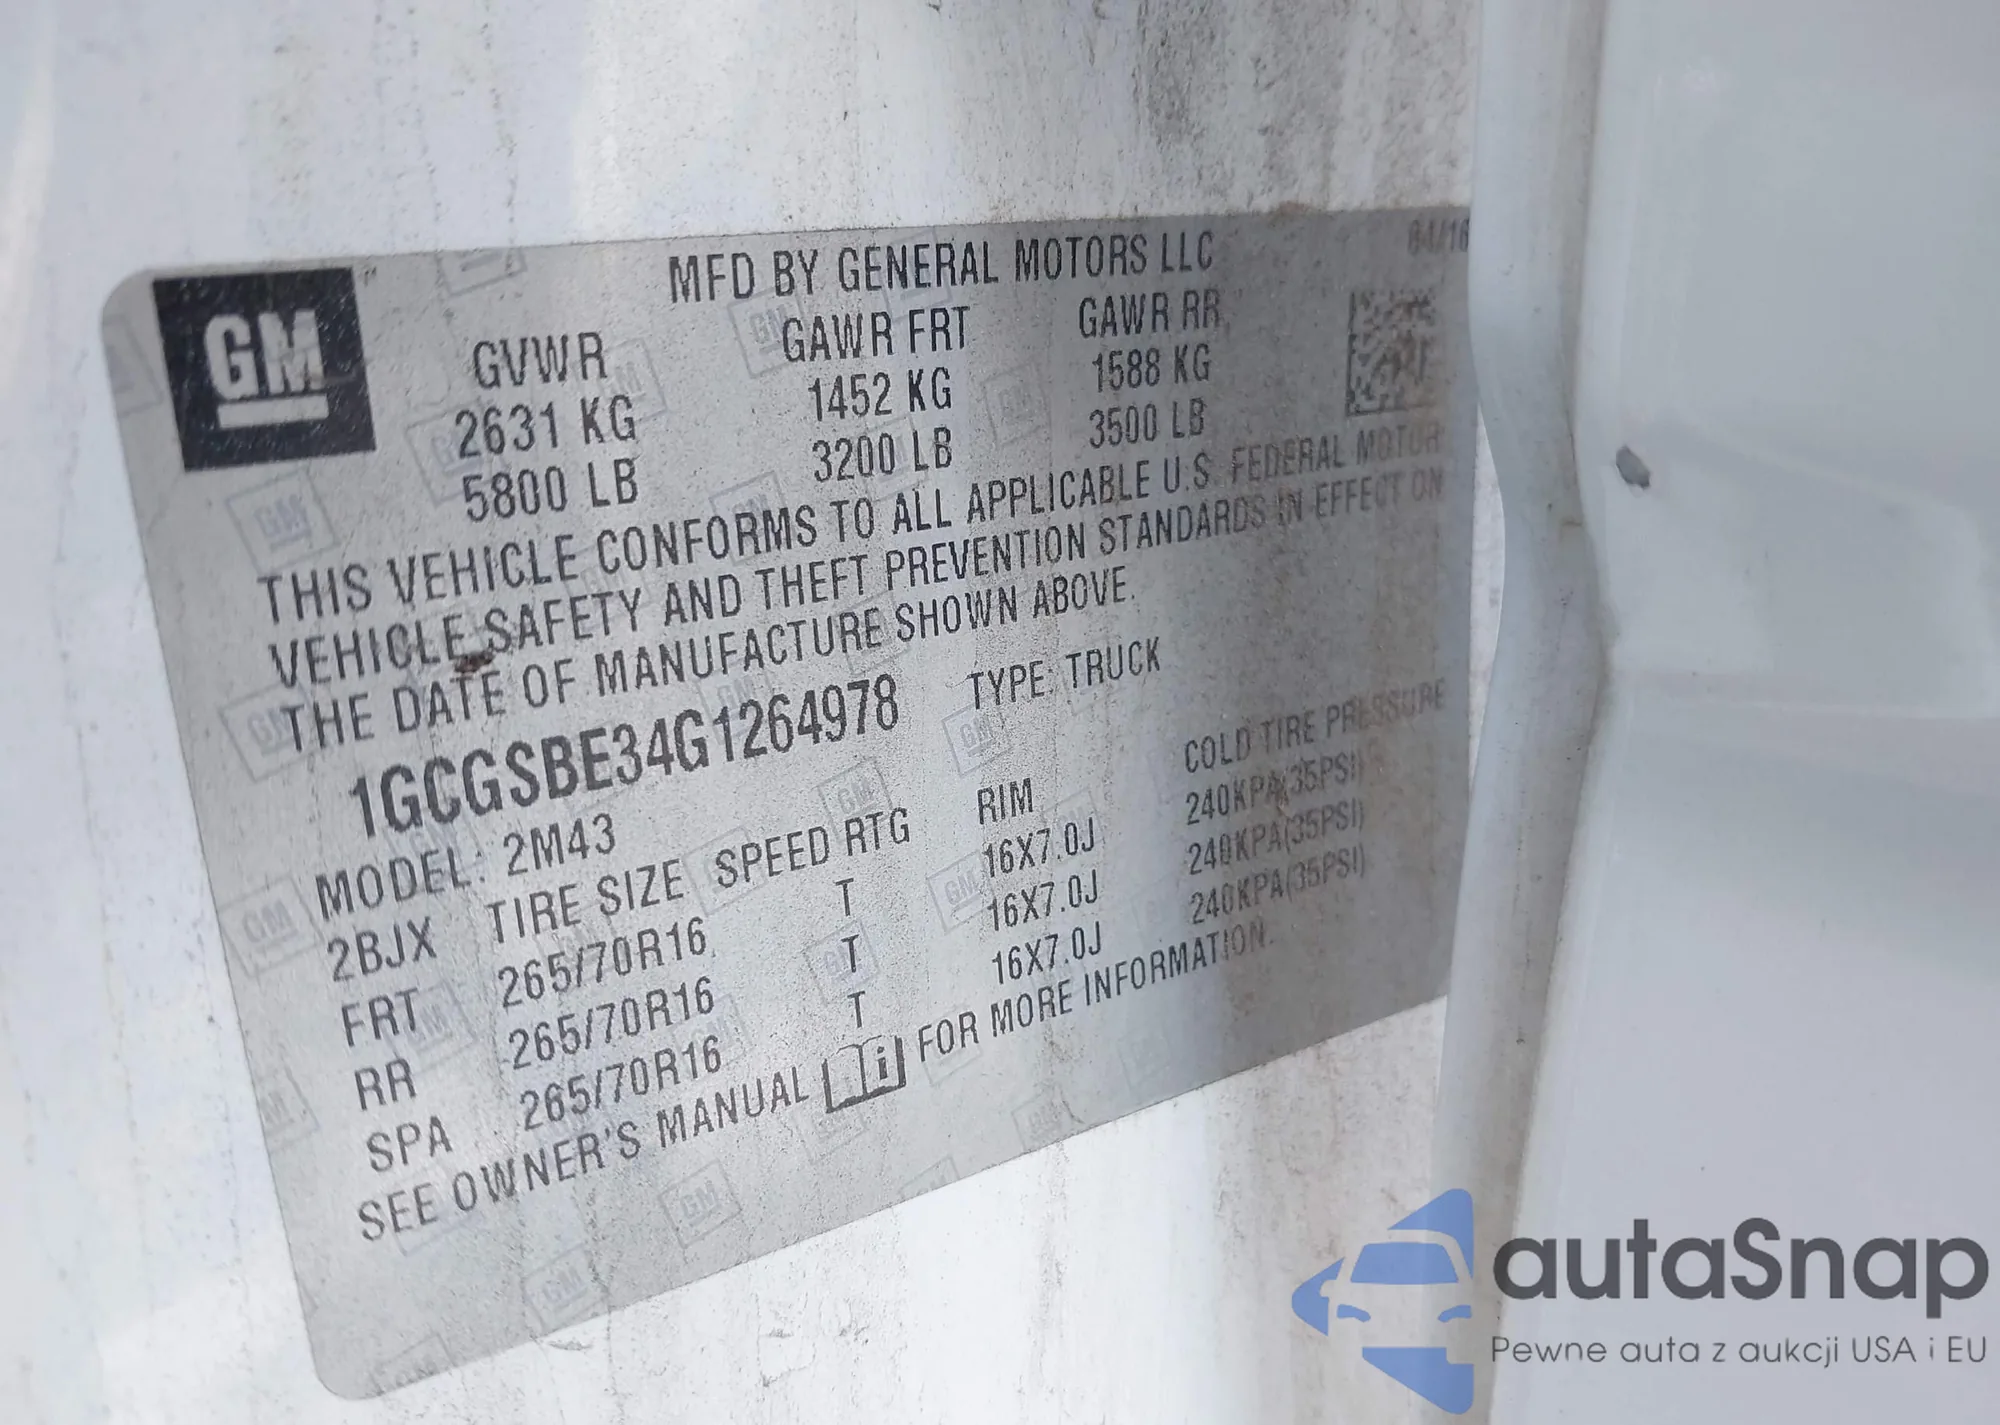 GM
MFD BY GENERAL MOTORS LLC 04/16
GVWR GAWR FRT GAWR RR
2631 KG 1452 KG 1588 KG
5800 LB 3200 LB 3500 LB
THIS VEHICLE CONFORMS TO ALL APPLICABLE U.S. FEDERAL MOTOR
VEHICLE SAFETY AND THEFT PREVENTION STANDARDS IN EFFECT ON
THE DATE OF MANUFACTURE SHOWN ABOVE.
1GCGSBE34G1264978 TYPE: TRUCK
MODEL: 2M43
2BJX TIRE SIZE SPEED RTG RIM COLD TIRE PRESSURE
FRT 265/70R16 T 16X7.0J 240KPA(35PSI)
RR 265/70R16 T 16X7.0J 240KPA(35PSI)
SPA 265/70R16 T 16X7.0J 240KPA(35PSI)
SEE OWNER'S MANUAL i FOR MORE INFORMATION.
autaSnap
Pewne auta z aukcji USA i EU